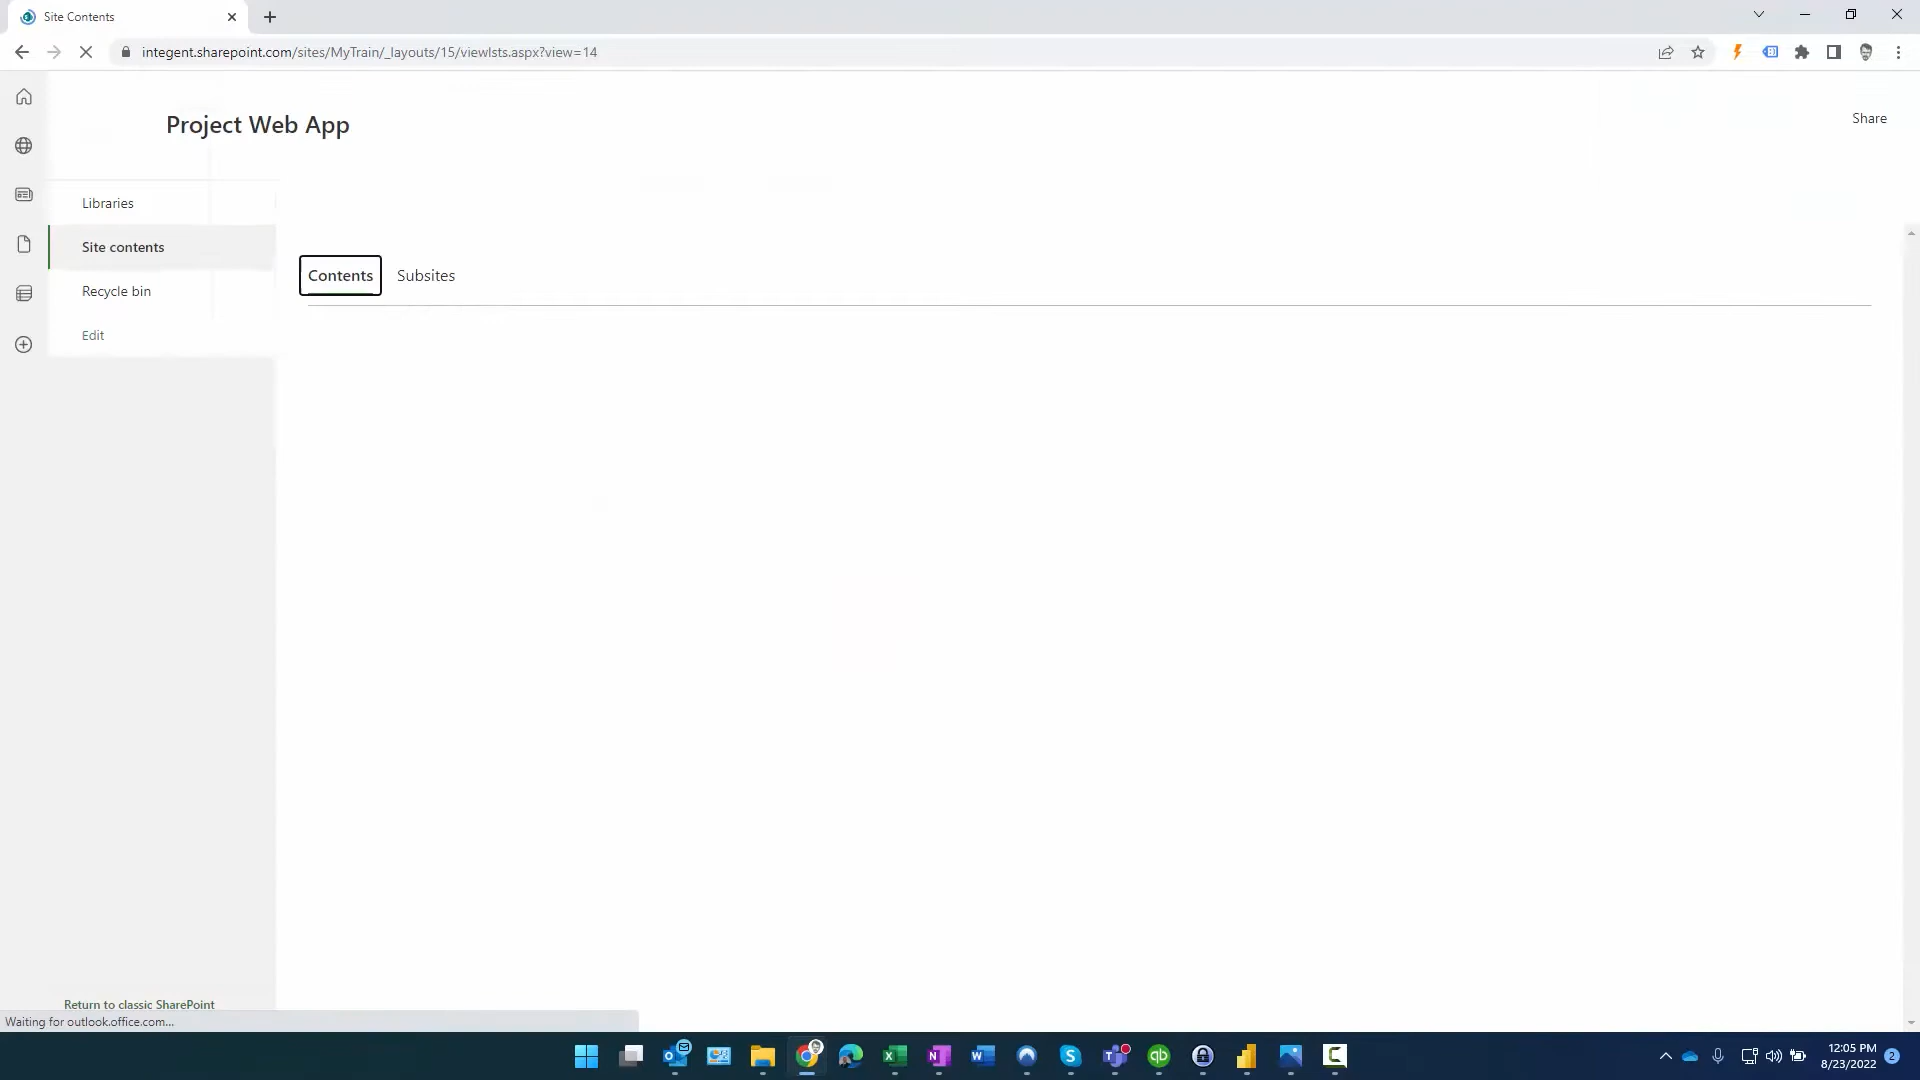 Site Contents
integent.sharepoint.com/sites/MyTrain/_layouts/15/viewlsts.aspx?view=14
Project Web App
Share
Libraries
Site contents
Recycle bin
Edit
Contents
Subsites
Return to classic SharePoint
Waiting for outlook.office.com...
12:05 PM
8/23/2022
2